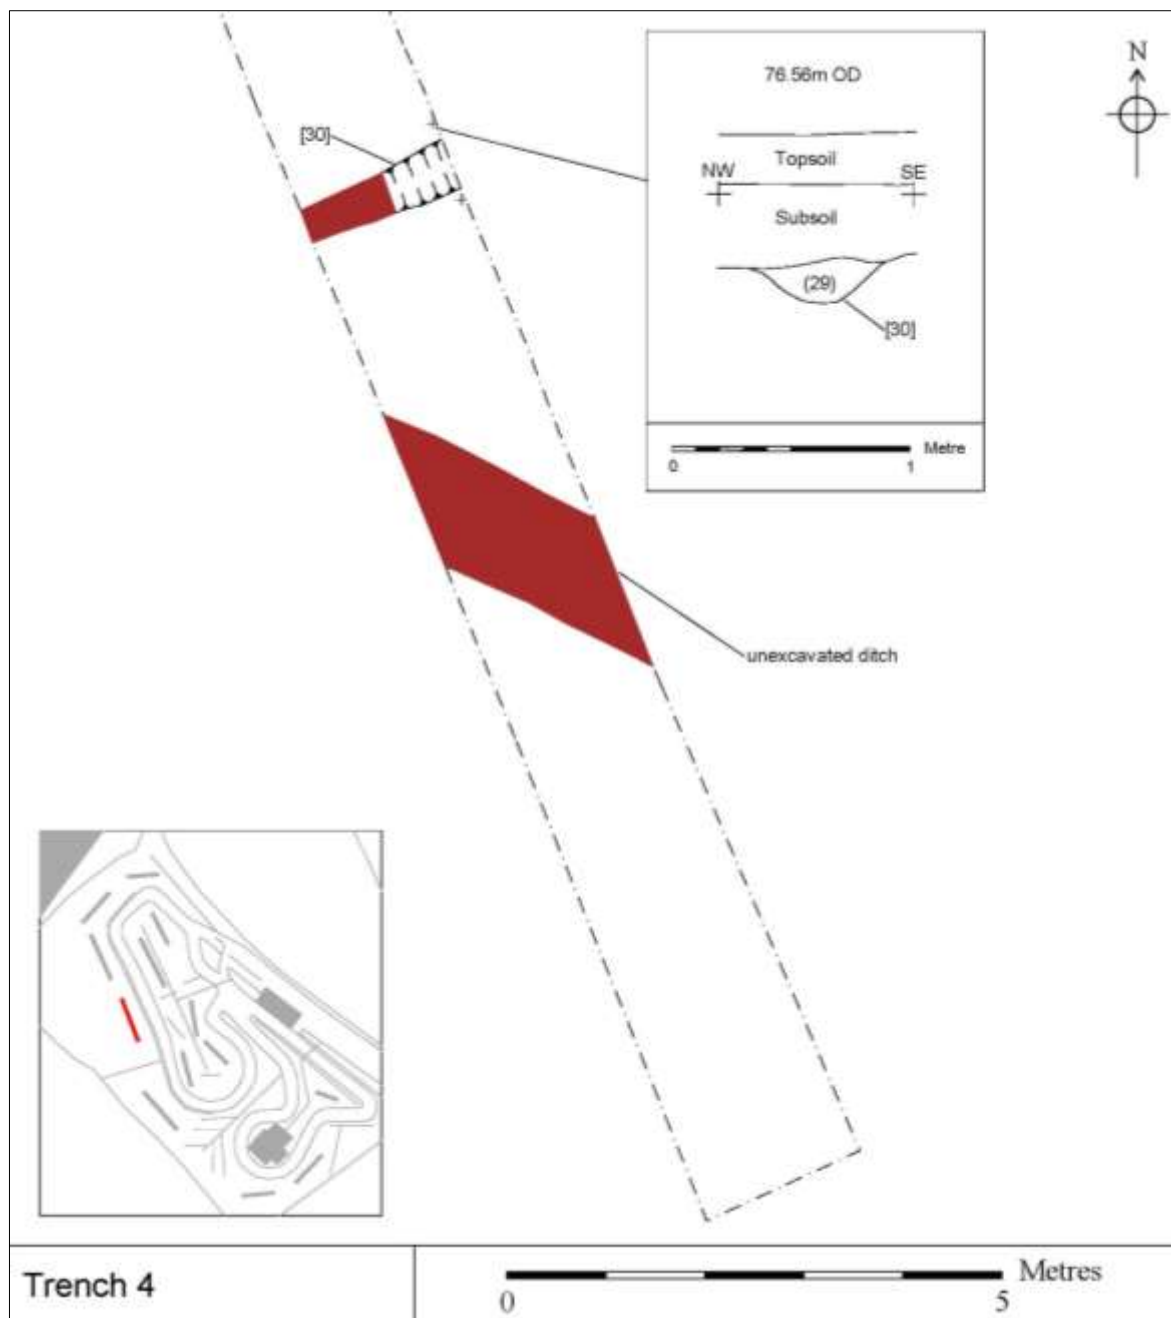 N
76.56m OD
[30]
Topsoil
NW
SE
Subsoil
(29)
[30]
Metre
0
1
unexcavated ditch
Trench 4
Metres
0
5